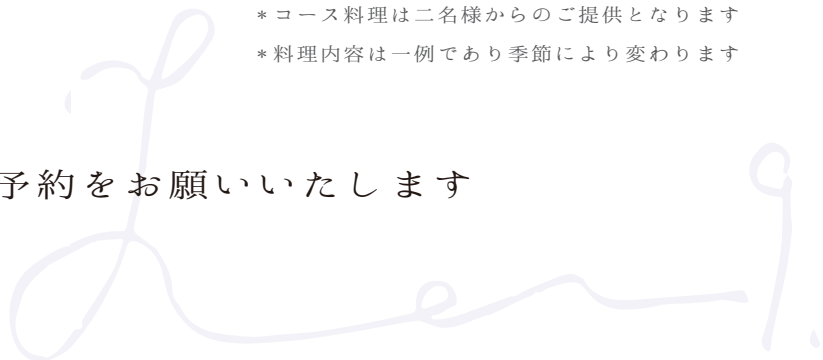 ＊コース料理は二名様からのご提供となります
＊料理内容は一例であり季節により変わります
予約をお願いいたします